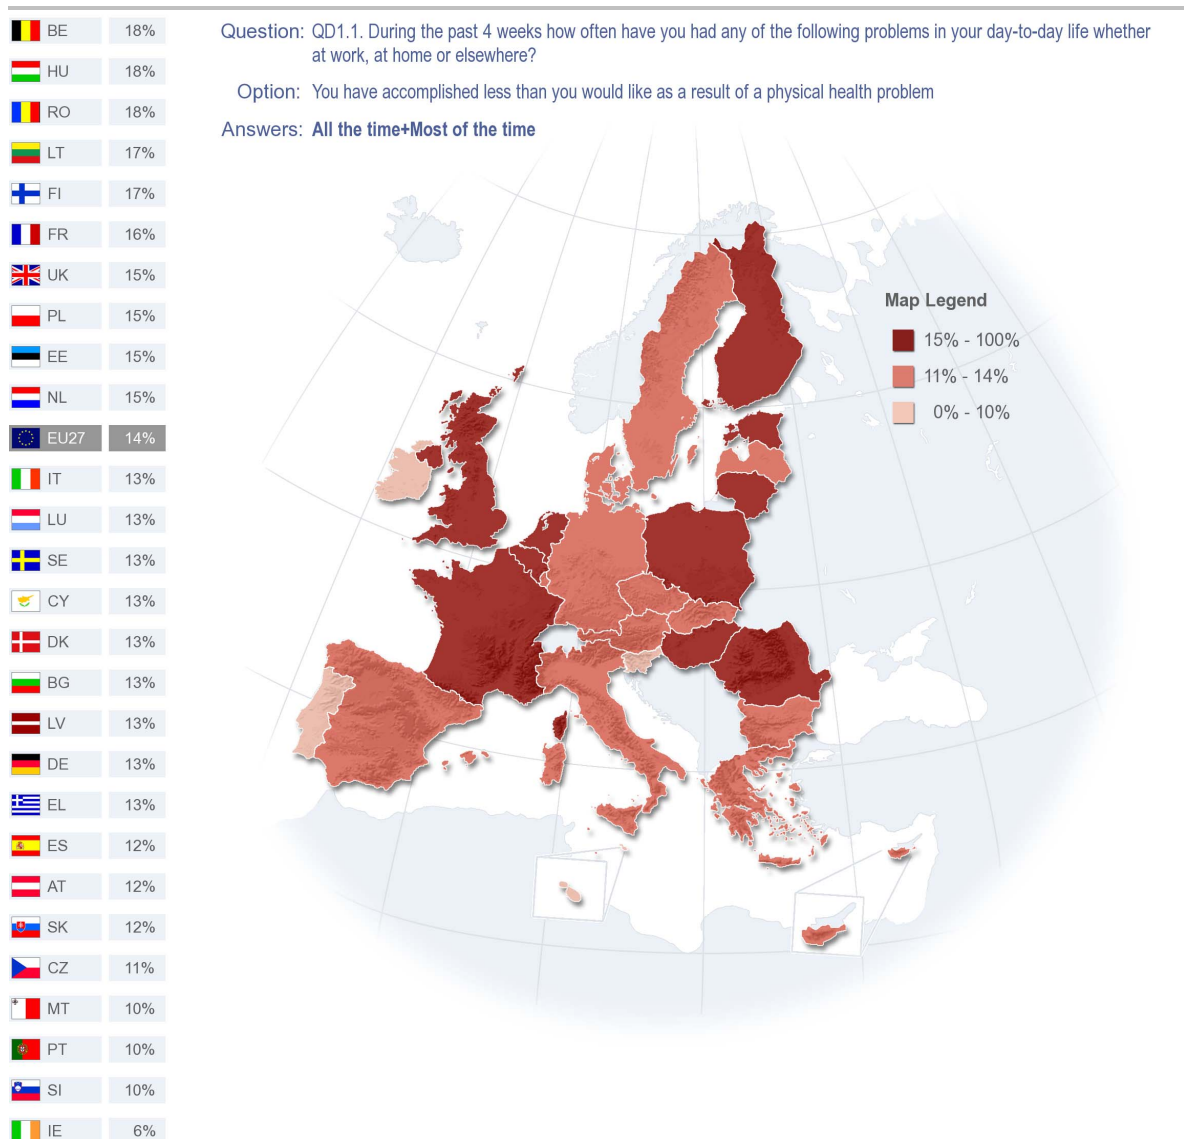 Question: QD1.1. During the past 4 weeks how often have you had any of the following problems in your day-to-day life whether
at work, at home or elsewhere?
Option: You have accomplished less than you would like as a result of a physical health problem
Answers: All the time+Most of the time
BE 18%
HU 18%
RO 18%
LT 17%
FI 17%
FR 16%
UK 15%
PL 15%
EE 15%
NL 15%
EU27 14%
IT 13%
LU 13%
SE 13%
CY 13%
DK 13%
BG 13%
LV 13%
DE 13%
EL 13%
ES 12%
AT 12%
SK 12%
CZ 11%
MT 10%
PT 10%
SI 10%
IE 6%
Map Legend
15% - 100%
11% - 14%
0% - 10%